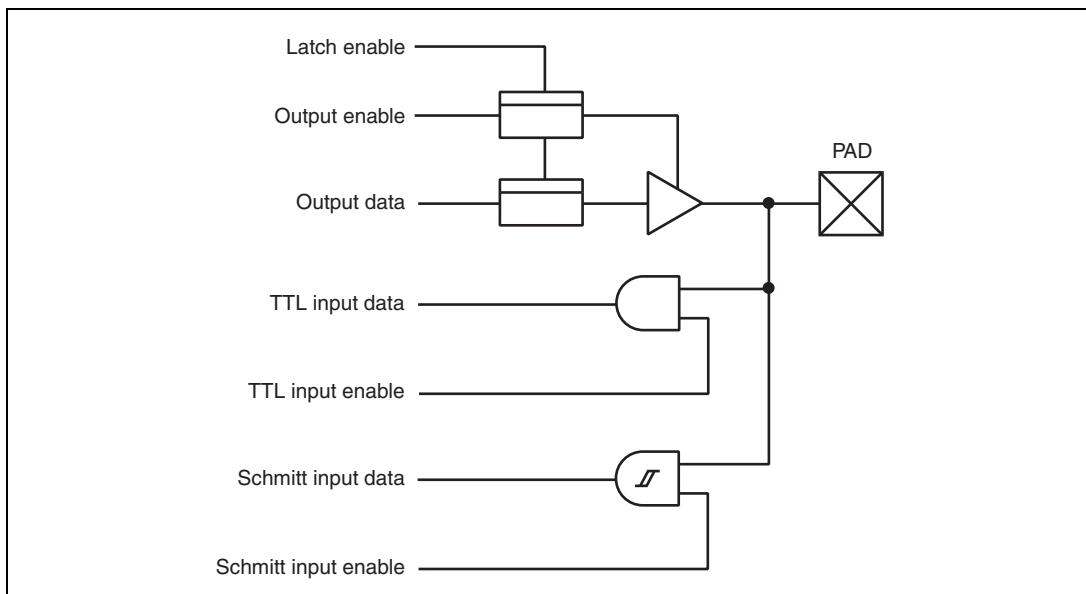 Latch enable
Output enable
PAD
Output data
TTL input data
TTL input enable
Schmitt input data
Schmitt input enable